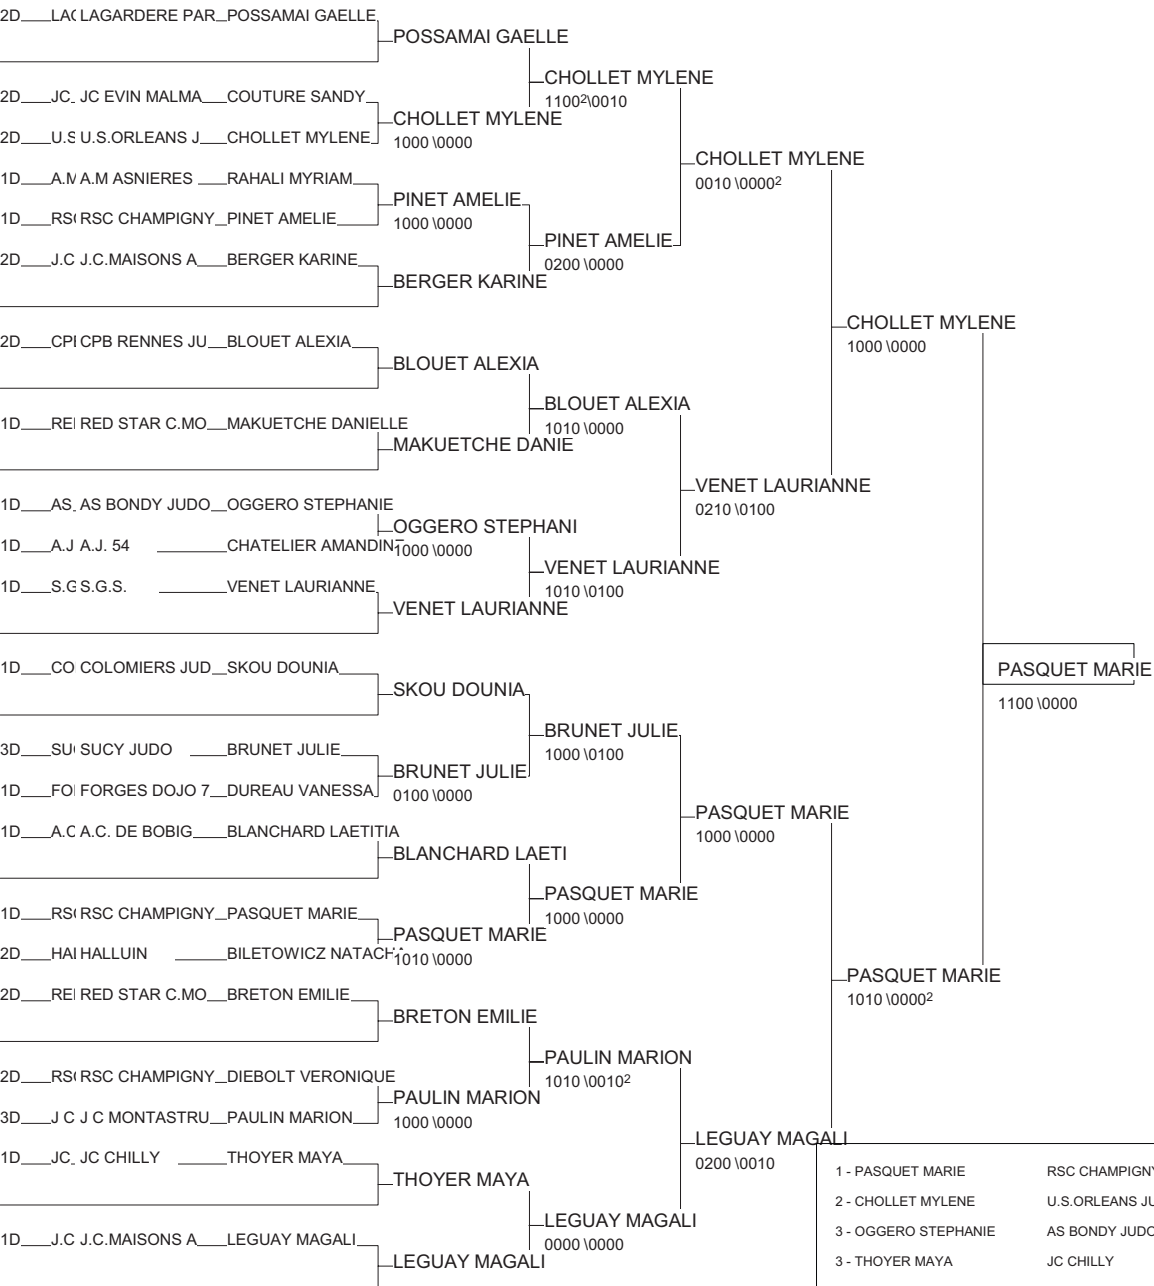 2D LAG LAGARDERE PAR POSSAMAI GAELLE
POSSAMAI GAELLE
CHOLLET MYLENE
1100²\0010
2D JC JC EVIN MALMA COUTURE SANDY
CHOLLET MYLENE
1000 \0000
2D U.S U.S.ORLEANS J CHOLLET MYLENE
CHOLLET MYLENE
0010 \0000²
1D A.M A.M ASNIERES RAHALI MYRIAM
PINET AMELIE
1000 \0000
1D RS RSC CHAMPIGNY PINET AMELIE
PINET AMELIE
0200 \0000
2D J.C J.C.MAISONS A BERGER KARINE
BERGER KARINE
CHOLLET MYLENE
1000 \0000
2D CP CPB RENNES JU BLOUET ALEXIA
BLOUET ALEXIA
BLOUET ALEXIA
1010 \0000
1D RE RED STAR C.MO MAKUETCHE DANIELLE
MAKUETCHE DANIE
VENET LAURIANNE
0210 \0100
1D AS AS BONDY JUDO OGGERO STEPHANIE
OGGERO STEPHANI
1000 \0000
1D A.J A.J. 54 CHATELIER AMANDINE
VENET LAURIANNE
1010 \0100
1D S.G S.G.S. VENET LAURIANNE
VENET LAURIANNE
1D CO COLOMIERS JUD SKOU DOUNIA
PASQUET MARIE
1100 \0000
SKOU DOUNIA
BRUNET JULIE
1000 \0100
3D SU SUCY JUDO BRUNET JULIE
BRUNET JULIE
0100 \0000
1D FO FORGES DOJO 7 DUREAU VANESSA
PASQUET MARIE
1000 \0000
1D A.C A.C. DE BOBIG BLANCHARD LAETITIA
BLANCHARD LAETI
PASQUET MARIE
1000 \0000
1D RS RSC CHAMPIGNY PASQUET MARIE
PASQUET MARIE
1010 \0000
2D HAI HALLUIN BILETOWICZ NATACHA
PASQUET MARIE
1010 \0000²
2D RE RED STAR C.MO BRETON EMILIE
BRETON EMILIE
PAULIN MARION
1010 \0010²
2D RS RSC CHAMPIGNY DIEBOLT VERONIQUE
PAULIN MARION
1000 \0000
3D J C J C MONTASTRU PAULIN MARION
LEGUAY MAGALI
0200 \0010
1D JC JC CHILLY THOYER MAYA
THOYER MAYA
LEGUAY MAGALI
0000 \0000
1D J.C J.C.MAISONS A LEGUAY MAGALI
LEGUAY MAGALI
1 - PASQUET MARIE RSC CHAMPIGNY
2 - CHOLLET MYLENE U.S.ORLEANS JU
3 - OGGERO STEPHANIE AS BONDY JUDO
3 - THOYER MAYA JC CHILLY